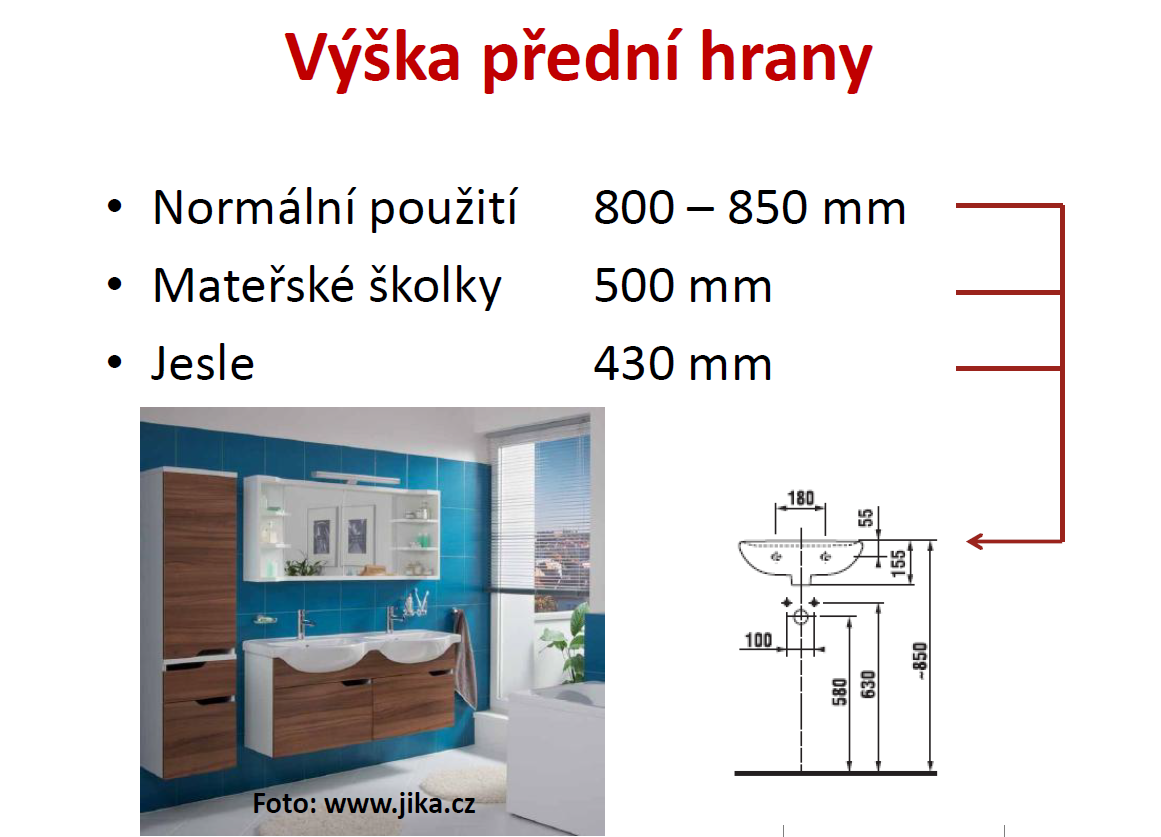 Výška přední hrany
• Normální použití 800 – 850 mm
• Mateřské školky 500 mm
• Jesle 430 mm
180
55
155
100
580
630
~850
Foto: www.jika.cz